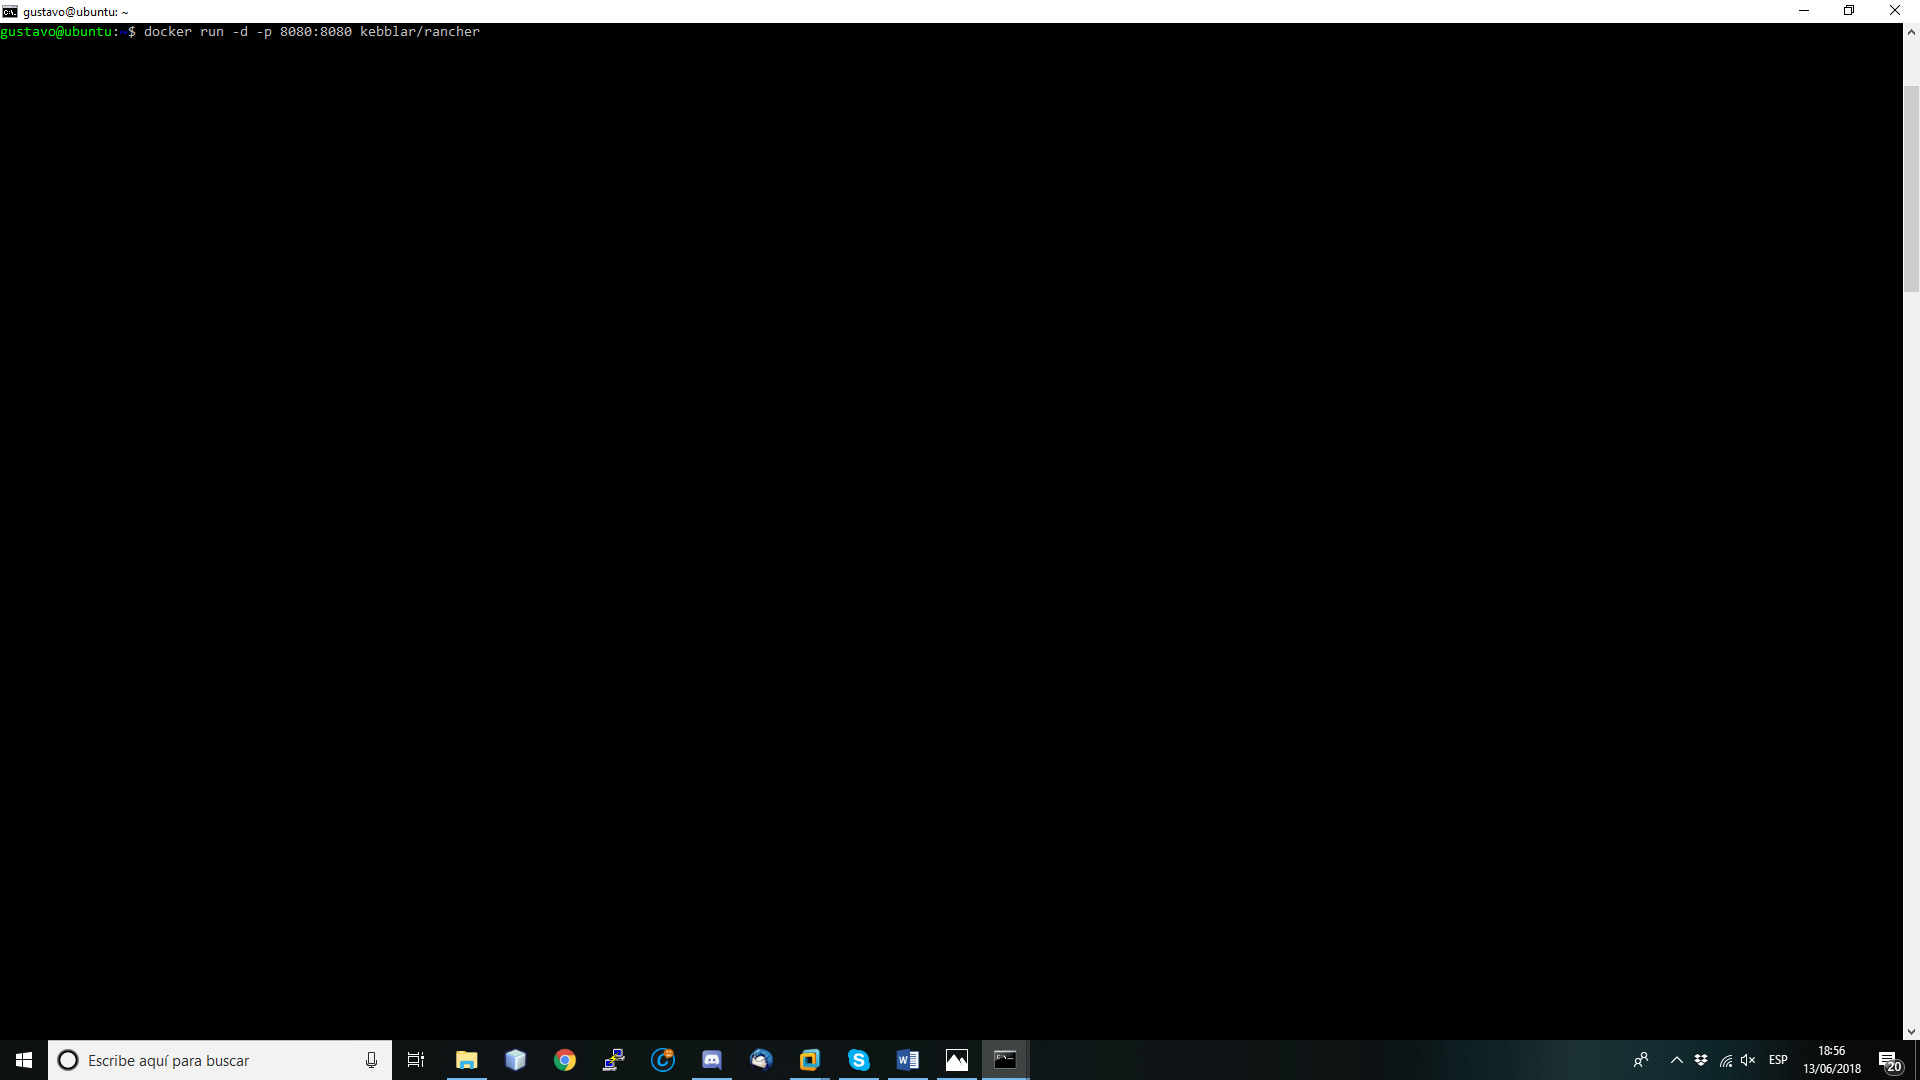 gustavo@ubuntu: ~
gustavo@ubuntu:~$ docker run -d -p 8080:8080 kebblar/rancher
Escribe aquí para buscar
ESP
18:56
13/06/2018
20